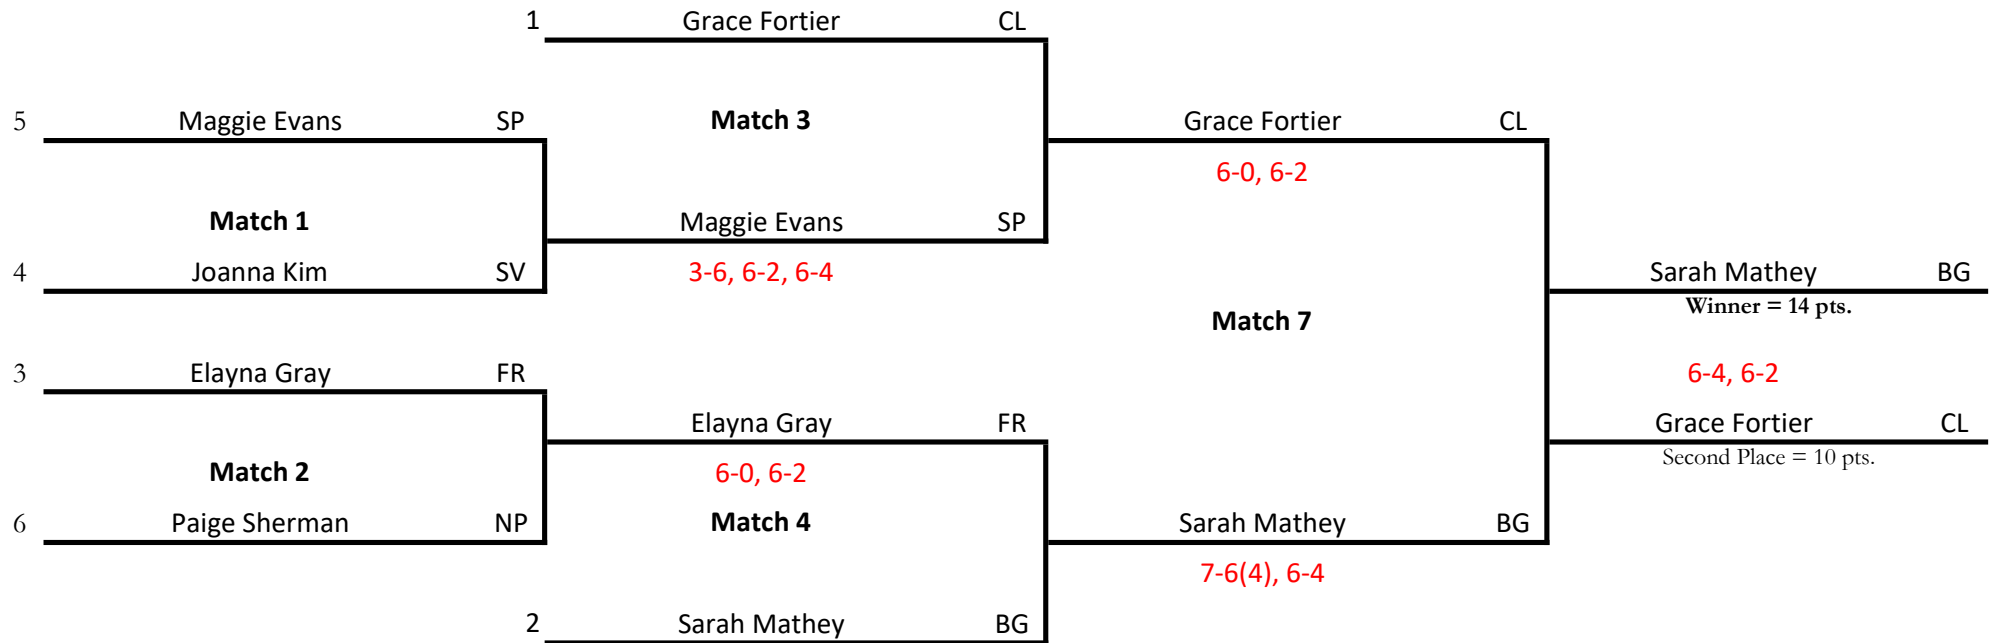 1 Grace Fortier CL
5 Maggie Evans SP Match 3 Grace Fortier CL
6-0, 6-2
Match 1 Maggie Evans SP
4 Joanna Kim SV 3-6, 6-2, 6-4 Sarah Mathey BG
Winner = 14 pts.
Match 7
3 Elayna Gray FR 6-4, 6-2
Elayna Gray FR Grace Fortier CL
Match 2 6-0, 6-2 Second Place = 10 pts.
6 Paige Sherman NP Match 4 Sarah Mathey BG
7-6(4), 6-4
2 Sarah Mathey BG